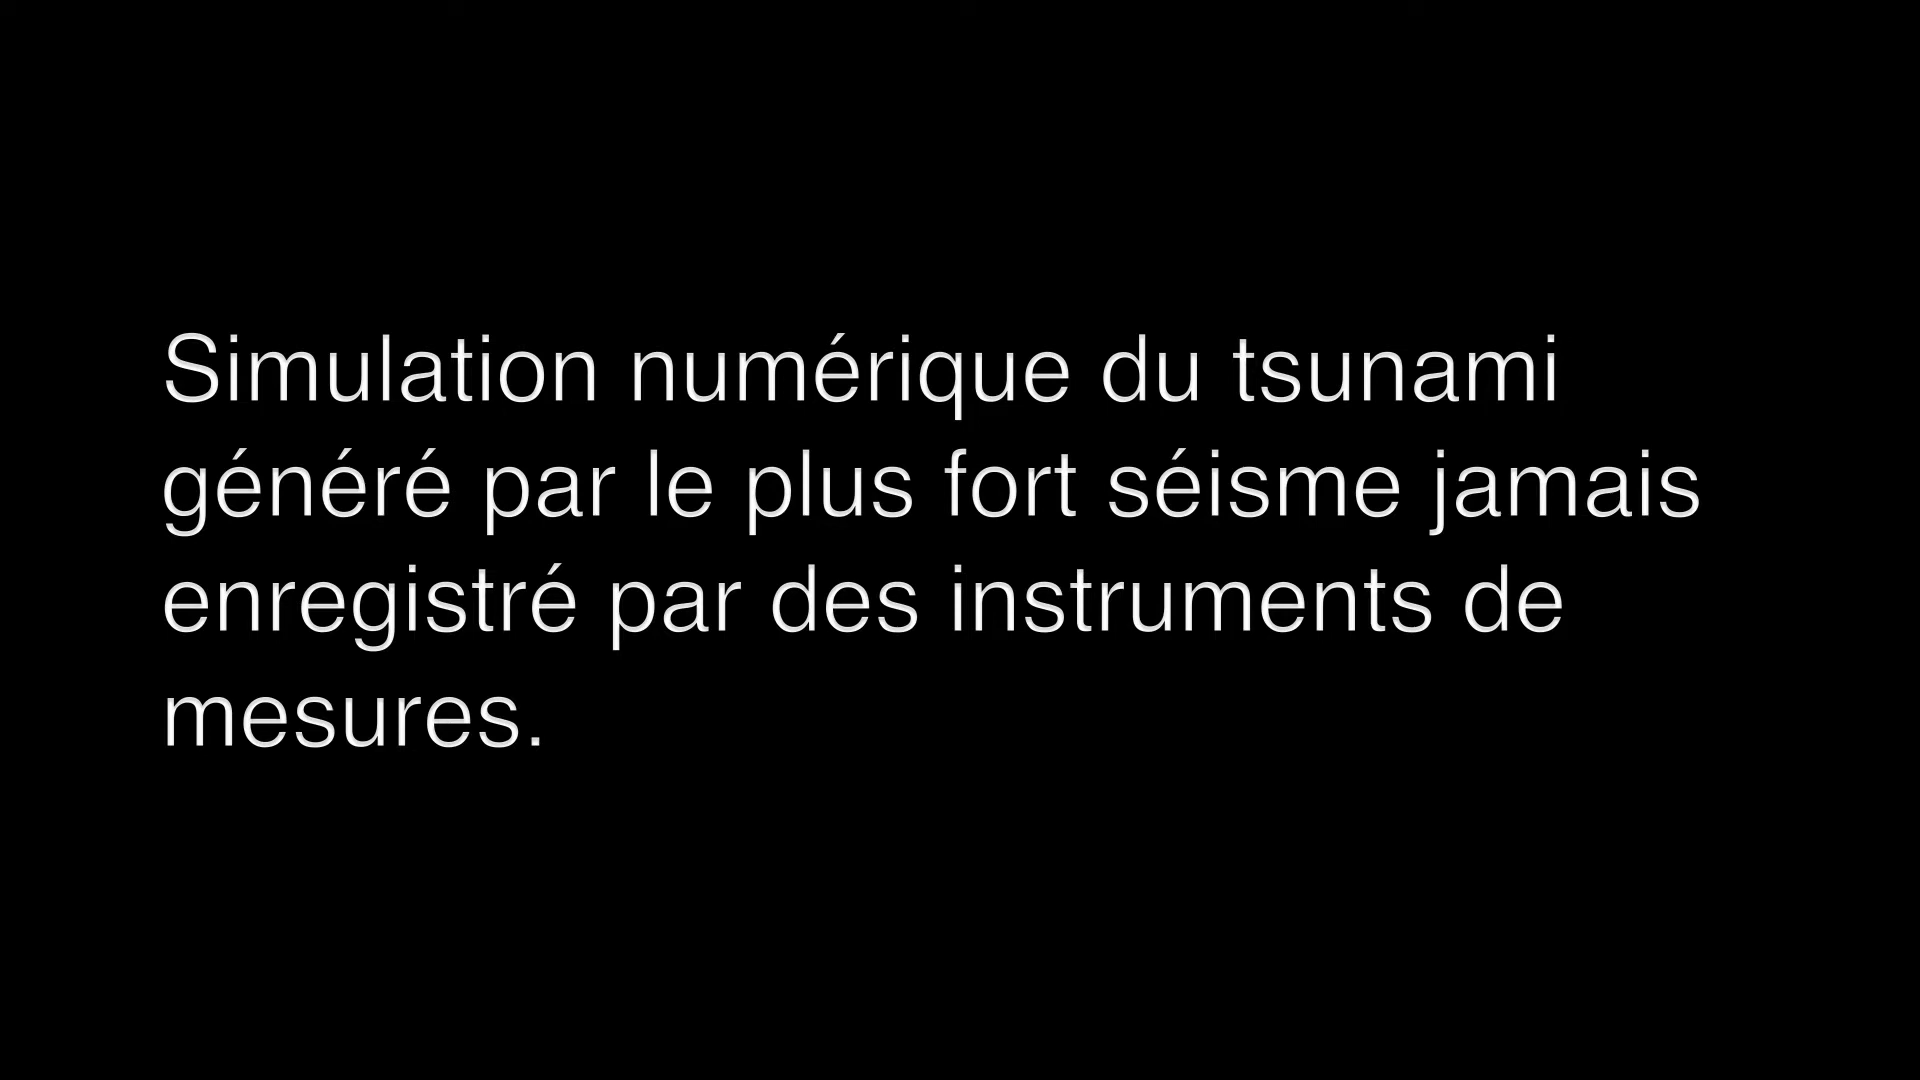 Simulation numérique du tsunami
généré par le plus fort séisme jamais
enregistré par des instruments de
mesures.